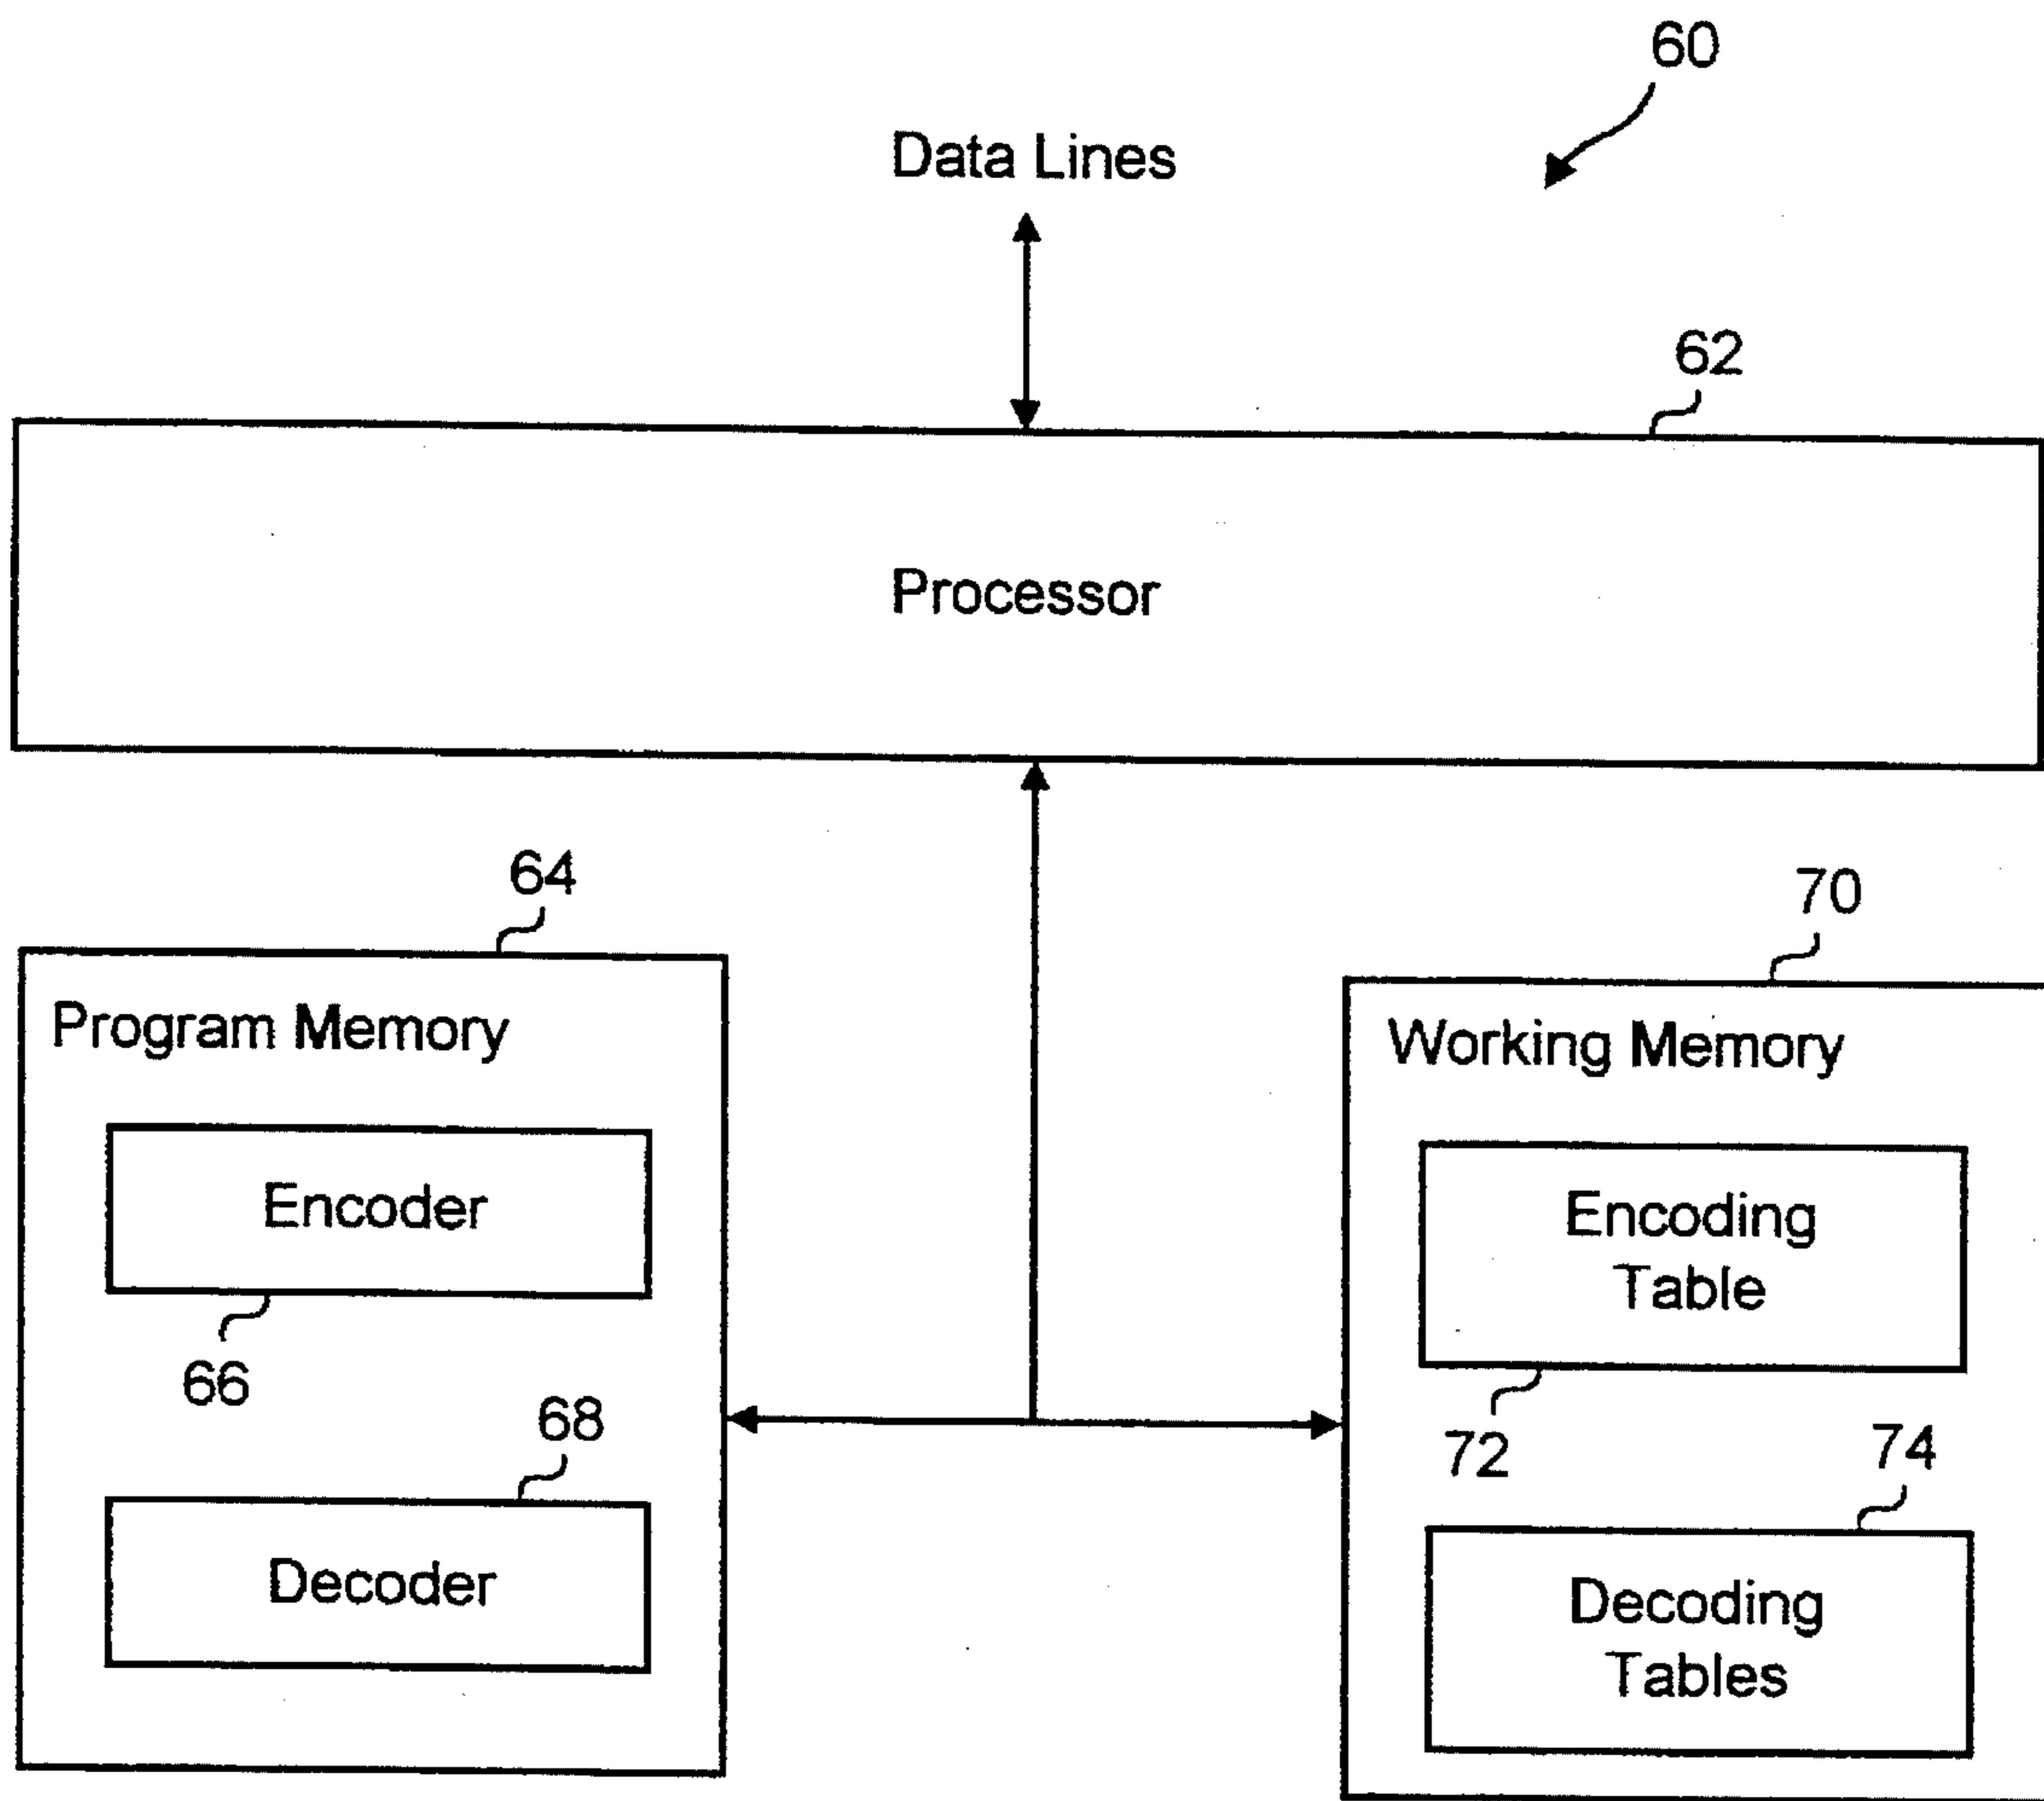 60
Data Lines
62
Processor
64
70
Program Memory
Working Memory
Encoder
Encoding
Table
66
68
72
74
Decoder
Decoding
Tables